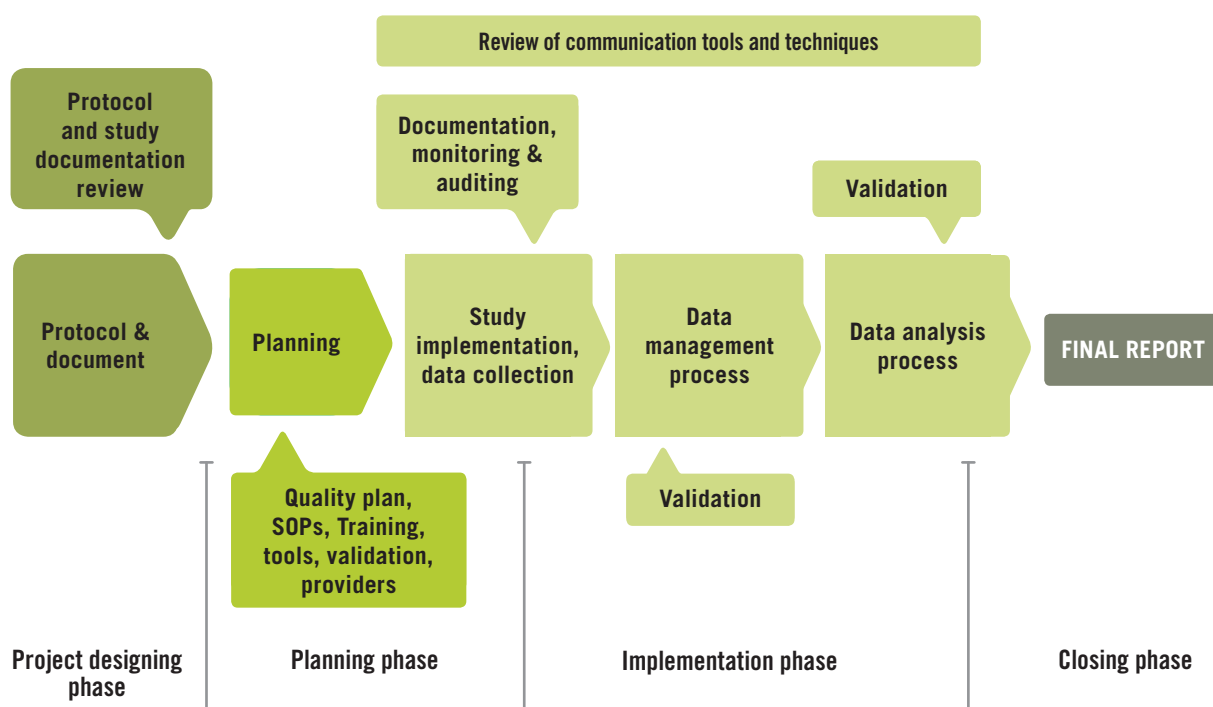 Review of communication tools and techniques
Protocol
and study
documentation
review
Documentation,
monitoring &
auditing
Validation
Protocol &
document
Planning
Study
implementation,
data collection
Data
management
process
Data analysis
process
FINAL REPORT
Quality plan,
SOPs, Training,
tools, validation,
providers
Validation
Project designing
phase
Planning phase
Implementation phase
Closing phase